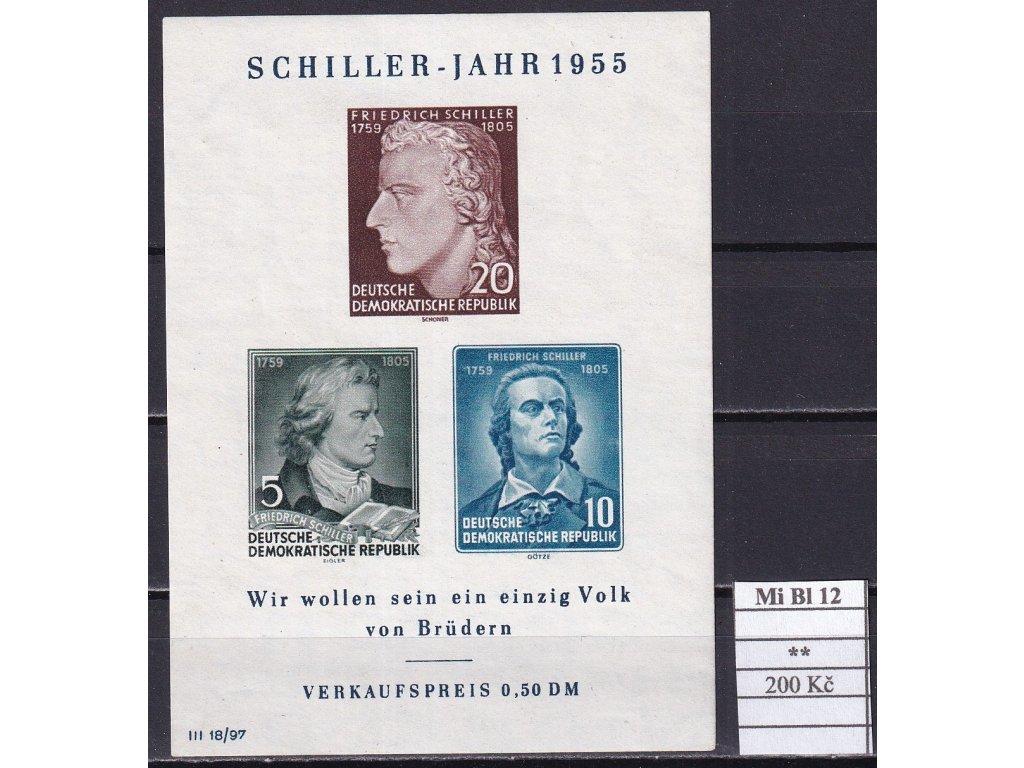 SCHILLER-JAHR 1955
FRIEDRICH SCHILLER
1759 1805
20
DEUTSCHE
DEMOKRATISCHE REPUBLIK
SCHONER
1759 1805
5
FRIEDRICH SCHILLER
DEUTSCHE
DEMOKRATISCHE REPUBLIK
EIGLER
FRIEDRICH SCHILLER
1759 1805
10
DEUTSCHE
DEMOKRATISCHE REPUBLIK
GÖTZE
Wir wollen sein ein einzig Volk
von Brüdern
VERKAUFSPREIS 0,50 DM
III 18/97
Mi Bl 12
**
200 Kč